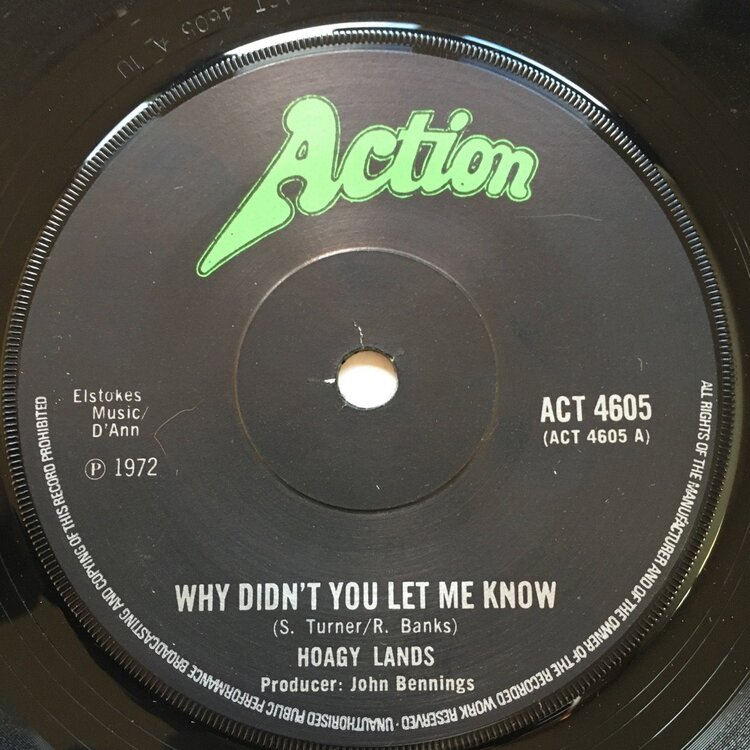 ACT 4605 A
Action
Elstokes
Music/
D'Ann
℗ 1972
ACT 4605
(ACT 4605 A)
WHY DIDN'T YOU LET ME KNOW
(S. Turner/R. Banks)
HOAGY LANDS
Producer: John Bennings
ALL RIGHTS OF THE MANUFACTURER AND OF THE OWNER OF THE RECORDED WORK RESERVED · UNAUTHORISED PUBLIC PERFORMANCE BROADCASTING AND COPYING OF THIS RECORD PROHIBITED